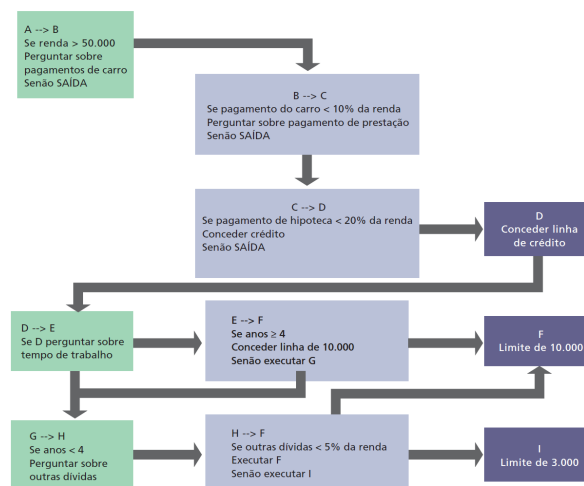 A --> B
Se renda > 50.000
Perguntar sobre
pagamentos de carro
Senão SAÍDA
B --> C
Se pagamento do carro < 10% da renda
Perguntar sobre pagamento de prestação
Senão SAÍDA
C --> D
Se pagamento de hipoteca < 20% da renda
Conceder crédito
Senão SAÍDA
D
Conceder linha
de crédito
D --> E
Se D perguntar sobre
tempo de trabalho
E --> F
Se anos ≥ 4
Conceder linha de 10.000
Senão executar G
F
Limite de 10.000
G --> H
Se anos < 4
Perguntar sobre
outras dívidas
H --> F
Se outras dívidas < 5% da renda
Executar F
Senão executar I
I
Limite de 3.000